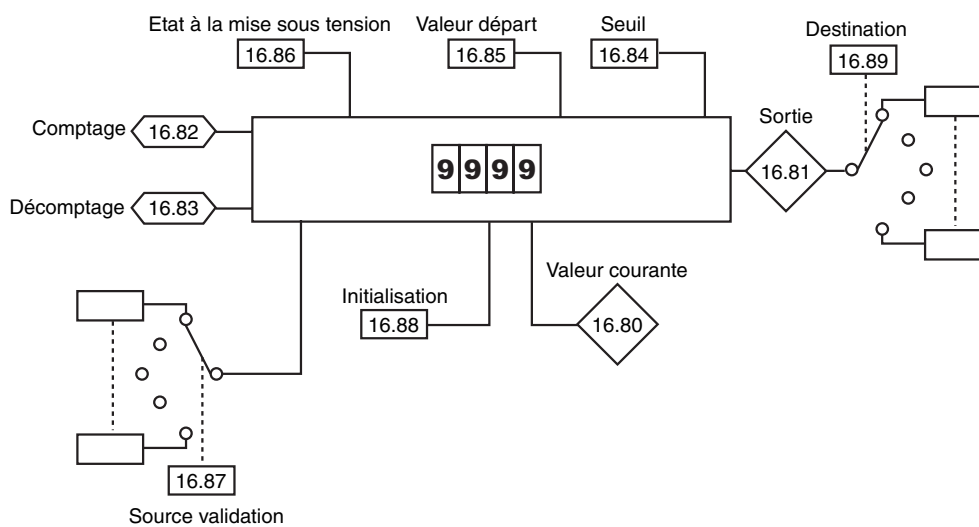 Etat à la mise sous tension
16.86
Valeur départ
16.85
Seuil
16.84
Destination
16.89
Comptage
16.82
9999
Sortie
16.81
Décomptage
16.83
Initialisation
16.88
Valeur courante
16.80
16.87
Source validation